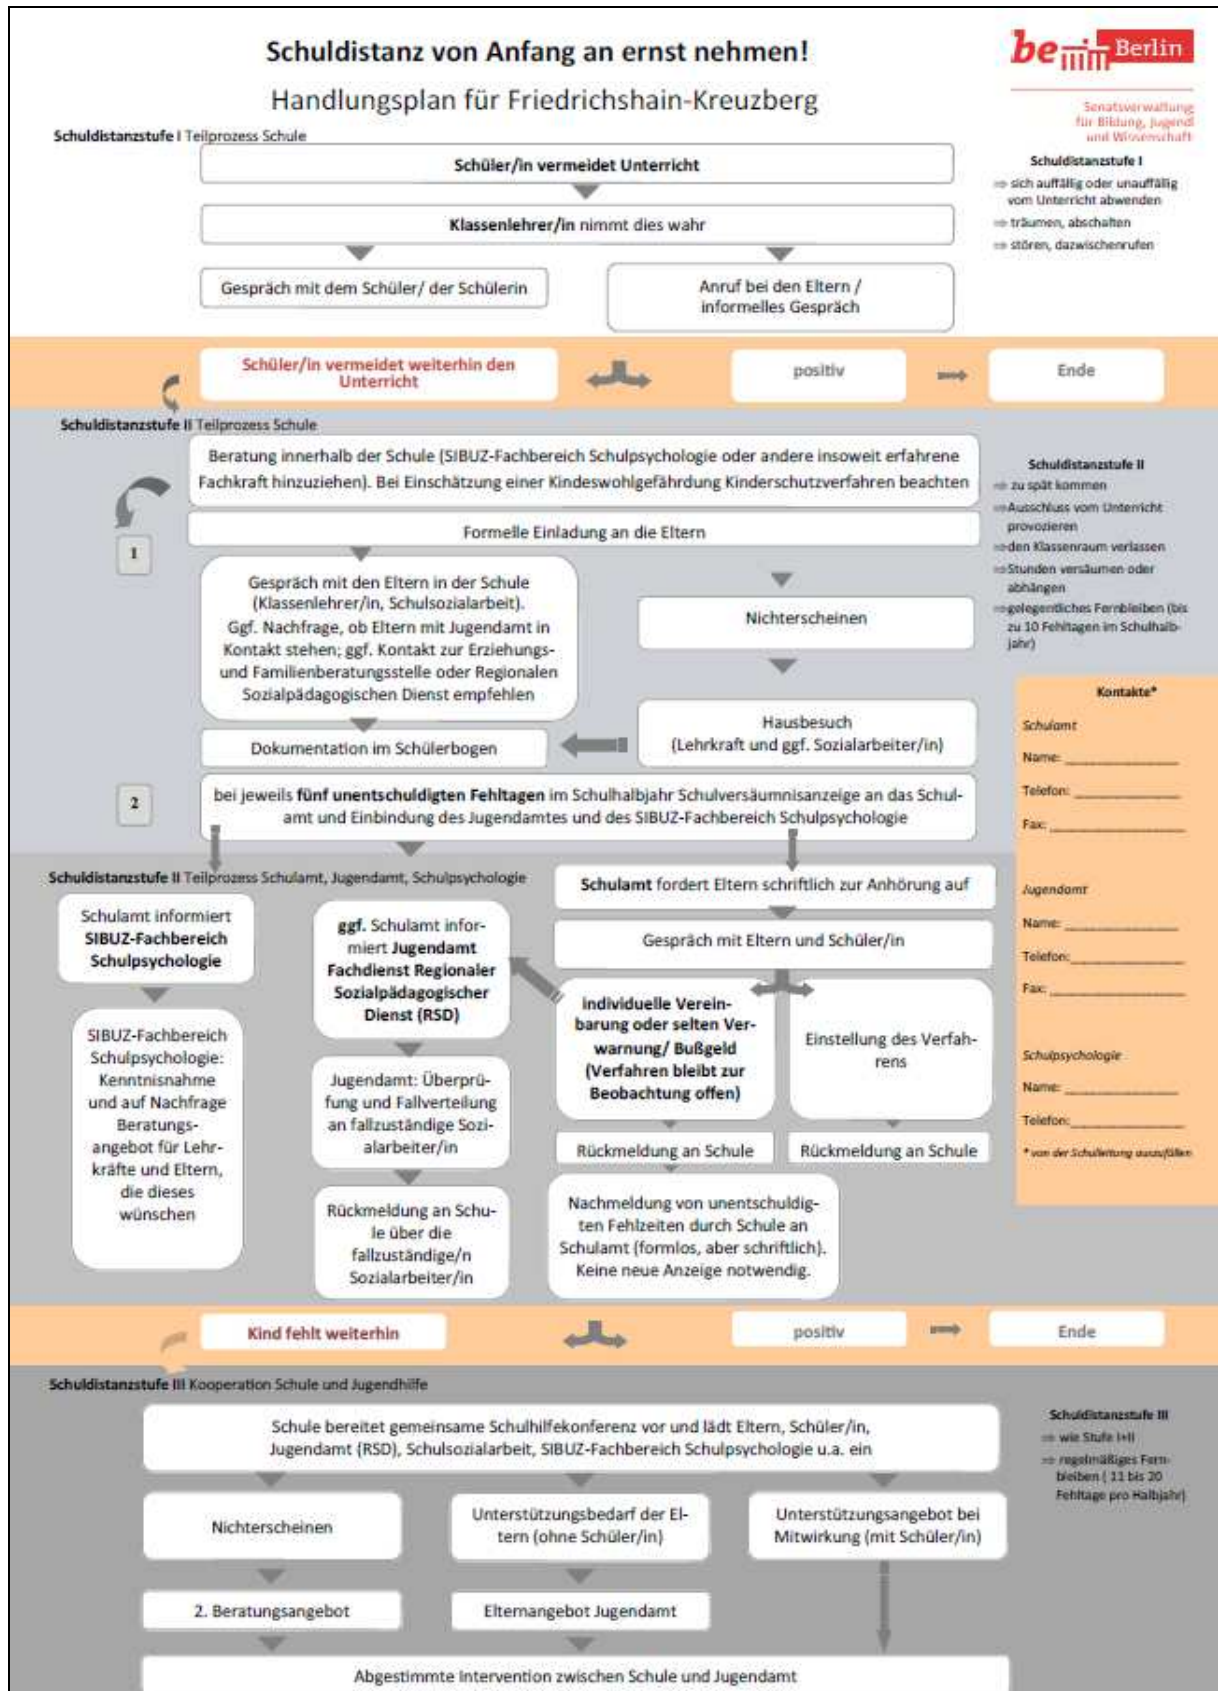 Schuldistanz von Anfang an ernst nehmen!
Handlungsplan für Friedrichshain-Kreuzberg
be Berlin
Senatsverwaltung
für Bildung, Jugend
und Wissenschaft
Schuldistanzstufe I Teilprozess Schule
Schüler/in vermeidet Unterricht
Klassenlehrer/in nimmt dies wahr
Gespräch mit dem Schüler/ der Schülerin
Anruf bei den Eltern /
informelles Gespräch
Schuldistanzstufe I
⇒ sich auffällig oder unauffällig
vom Unterricht abwenden
⇒ träumen, abschalten
⇒ stören, dazwischenrufen
Schüler/in vermeidet weiterhin den
Unterricht
positiv
Ende
Schuldistanzstufe II Teilprozess Schule
Beratung innerhalb der Schule (SIBUZ-Fachbereich Schulpsychologie oder andere insoweit erfahrene
Fachkraft hinzuziehen). Bei Einschätzung einer Kindeswohlgefährdung Kinderschutzverfahren beachten
1
Formelle Einladung an die Eltern
Gespräch mit den Eltern in der Schule
(Klassenlehrer/in, Schulsozialarbeit).
Ggf. Nachfrage, ob Eltern mit Jugendamt in
Kontakt stehen; ggf. Kontakt zur Erziehungs-
und Familienberatungsstelle oder Regionalen
Sozialpädagogischen Dienst empfehlen
Nichterscheinen
Hausbesuch
(Lehrkraft und ggf. Sozialarbeiter/in)
Dokumentation im Schülerbogen
2
bei jeweils fünf unentschuldigten Fehltagen im Schulhalbjahr Schulversäumnisanzeige an das Schul-
amt und Einbindung des Jugendamtes und des SIBUZ-Fachbereich Schulpsychologie
Schuldistanzstufe II
⇒ zu spät kommen
⇒Ausschluss vom Unterricht
provozieren
⇒den Klassenraum verlassen
⇒Stunden versäumen oder
abhängen
⇒gelegentliches Fernbleiben (bis
zu 10 Fehltagen im Schulhalb-
jahr)
Kontakte*
Schulamt
Name:
Telefon:
Fax:
Jugendamt
Name:
Telefon:
Fax:
Schulpsychologie
Name:
Telefon:
* von der Schulleitung auszufüllen
Schuldistanzstufe II Teilprozess Schulamt, Jugendamt, Schulpsychologie
Schulamt informiert
SIBUZ-Fachbereich
Schulpsychologie
SIBUZ-Fachbereich
Schulpsychologie:
Kenntnisnahme
und auf Nachfrage
Beratungs-
angebot für Lehr-
kräfte und Eltern,
die dieses
wünschen
ggf. Schulamt infor-
miert Jugendamt
Fachdienst Regionaler
Sozialpädagogischer
Dienst (RSD)
Jugendamt: Überprü-
fung und Fallverteilung
an fallzuständige Sozi-
alarbeiter/in
Rückmeldung an Schu-
le über die
fallzuständige/n
Sozialarbeiter/in
Schulamt fordert Eltern schriftlich zur Anhörung auf
Gespräch mit Eltern und Schüler/in
individuelle Verein-
barung oder selten Ver-
warnung/ Bußgeld
(Verfahren bleibt zur
Beobachtung offen)
Einstellung des Verfah-
rens
Rückmeldung an Schule
Rückmeldung an Schule
Nachmeldung von unentschuldig-
ten Fehlzeiten durch Schule an
Schulamt (formlos, aber schriftlich).
Keine neue Anzeige notwendig.
Kind fehlt weiterhin
positiv
Ende
Schuldistanzstufe III Kooperation Schule und Jugendhilfe
Schule bereitet gemeinsame Schulhilfekonferenz vor und lädt Eltern, Schüler/in,
Jugendamt (RSD), Schulsozialarbeit, SIBUZ-Fachbereich Schulpsychologie u.a. ein
Schuldistanzstufe III
⇒ wie Stufe I+II
⇒ regelmäßiges Fern-
bleiben ( 11 bis 20
Fehltage pro Halbjahr)
Nichterscheinen
Unterstützungsbedarf der El-
tern (ohne Schüler/in)
Unterstützungsangebot bei
Mitwirkung (mit Schüler/in)
2. Beratungsangebot
Elternangebot Jugendamt
Abgestimmte Intervention zwischen Schule und Jugendamt